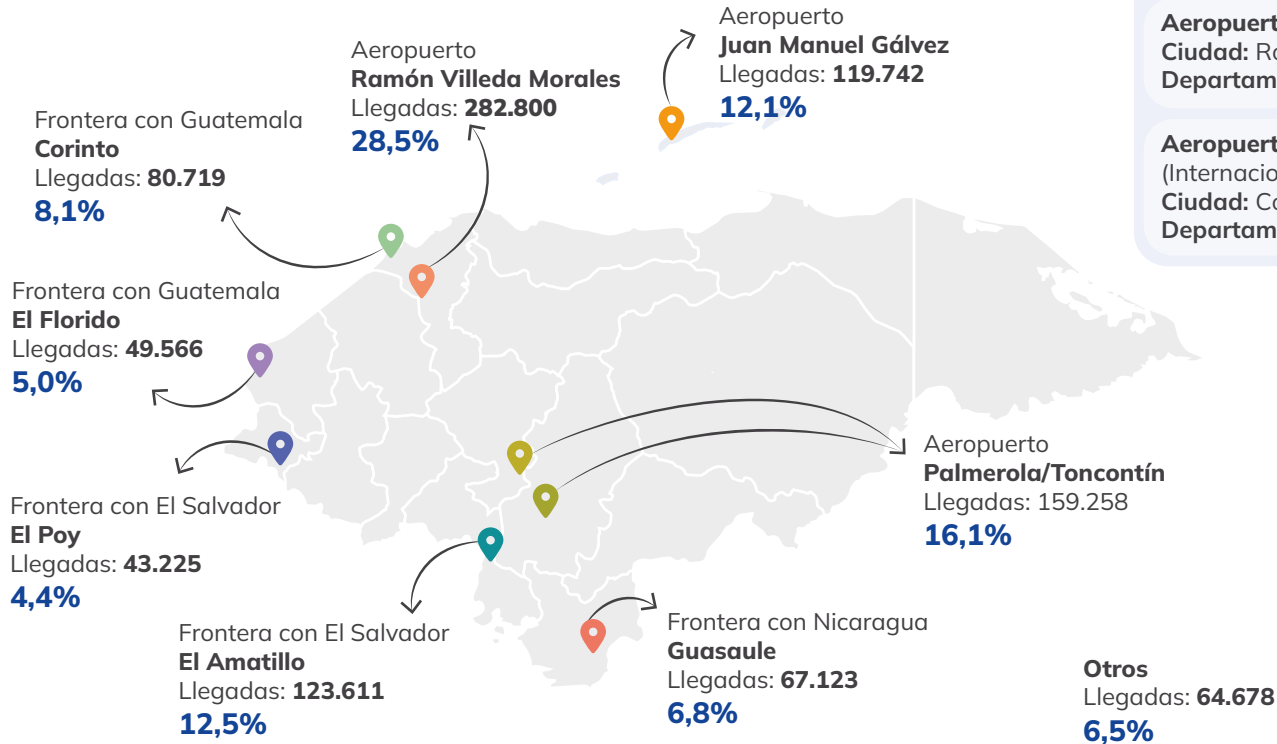 Aeropuerto
Juan Manuel Gálvez
Llegadas: 119.742
12,1%
Aeropuerto
Ramón Villeda Morales
Llegadas: 282.800
28,5%
Frontera con Guatemala
Corinto
Llegadas: 80.719
8,1%
Frontera con Guatemala
El Florido
Llegadas: 49.566
5,0%
Frontera con El Salvador
El Poy
Llegadas: 43.225
4,4%
Frontera con El Salvador
El Amatillo
Llegadas: 123.611
12,5%
Frontera con Nicaragua
Guasaule
Llegadas: 67.123
6,8%
Aeropuerto
Palmerola/Toncontín
Llegadas: 159.258
16,1%
Otros
Llegadas: 64.678
6,5%
Ciudad:
Ciudad: